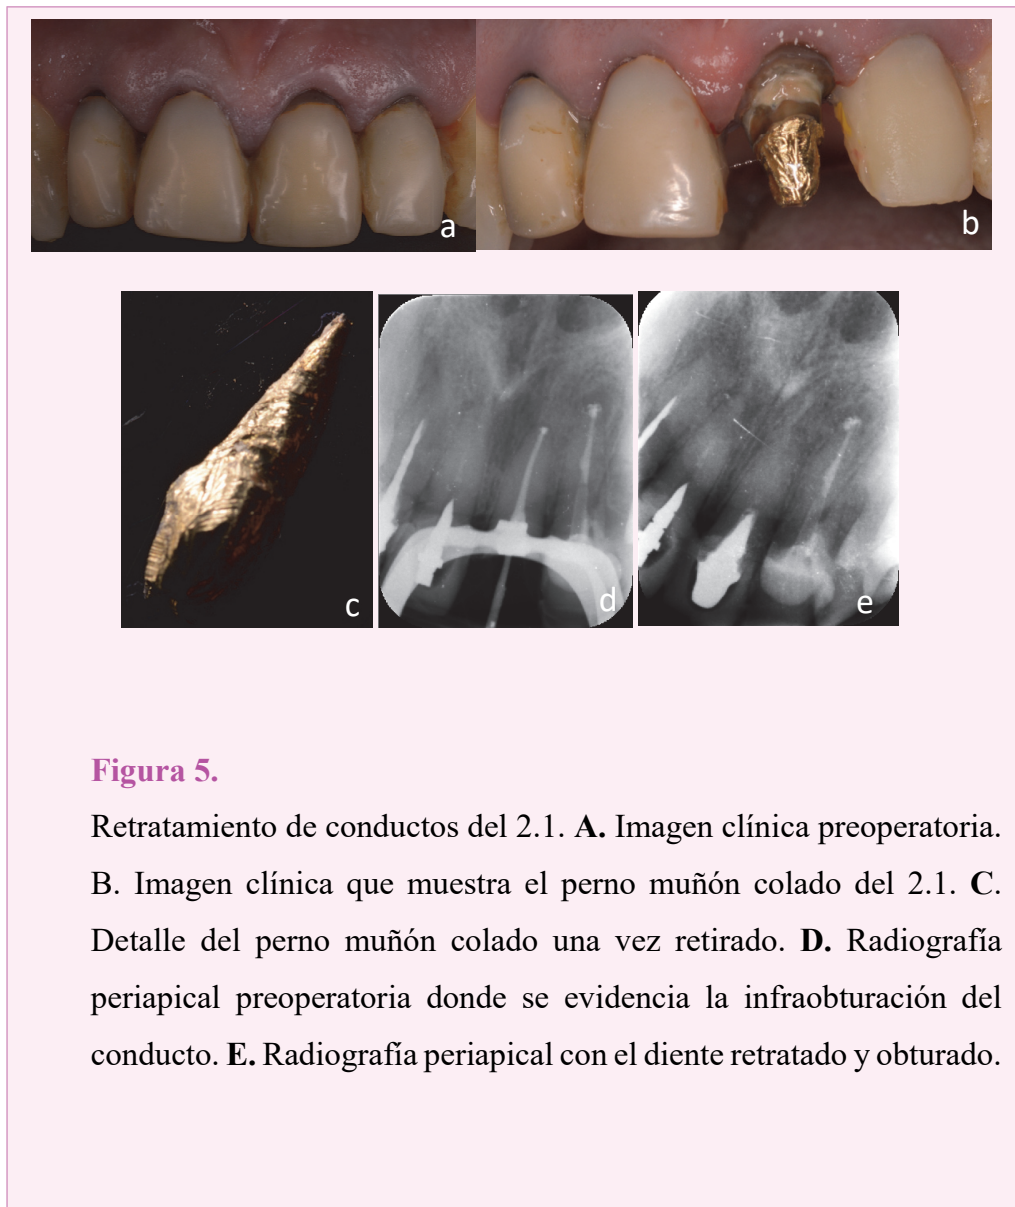 a
b
c
d
e
Figura 5.
Retratamiento de conductos del 2.1. A. Imagen clínica preoperatoria.
B. Imagen clínica que muestra el perno muñón colado del 2.1. C.
Detalle del perno muñón colado una vez retirado. D. Radiografía
periapical preoperatoria donde se evidencia la infraobturación del
conducto. E. Radiografía periapical con el diente retratado y obturado.